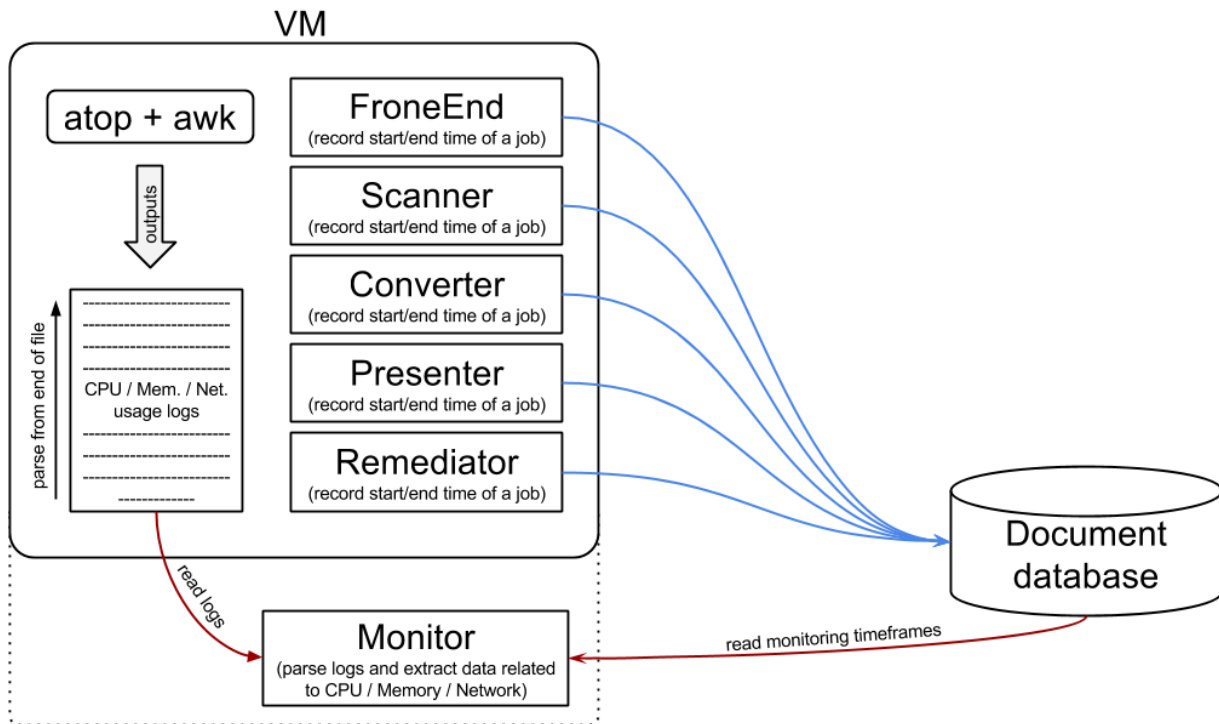 VM
atop + awk
outputs
parse from end of file
CPU / Mem. / Net.
usage logs
FroneEnd
(record start/end time of a job)
Scanner
(record start/end time of a job)
Converter
(record start/end time of a job)
Presenter
(record start/end time of a job)
Remediator
(record start/end time of a job)
Document
database
read logs
Monitor
(parse logs and extract data related
to CPU / Memory / Network)
read monitoring timeframes